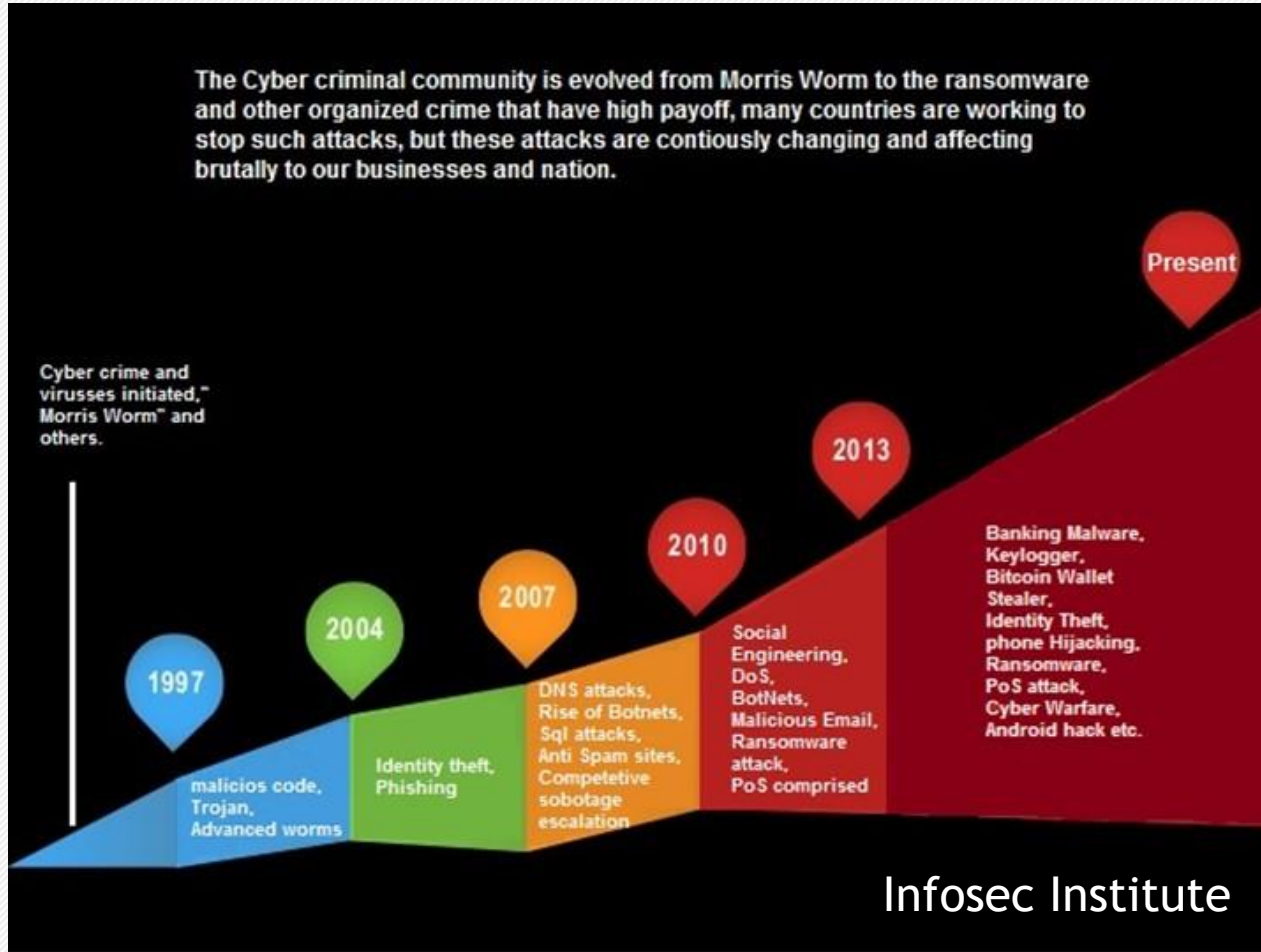 The Cyber criminal community is evolved from Morris Worm to the ransomware
and other organized crime that have high payoff, many countries are working to
stop such attacks, but these attacks are contiously changing and affecting
brutally to our businesses and nation.
Cyber crime and
virusses initiated,"
Morris Worm" and
others.
1997
malicios code,
Trojan,
Advanced worms
2004
Identity theft,
Phishing
2007
DNS attacks,
Rise of Botnets,
Sql attacks,
Anti Spam sites,
Competetive
sobotage
escalation
2010
Social
Engineering,
DoS,
BotNets,
Malicious Email,
Ransomware
attack,
PoS comprised
2013
Banking Malware,
Keylogger,
Bitcoin Wallet
Stealer,
Identity Theft,
phone Hijacking,
Ransomware,
PoS attack,
Cyber Warfare,
Android hack etc.
Present
Infosec Institute